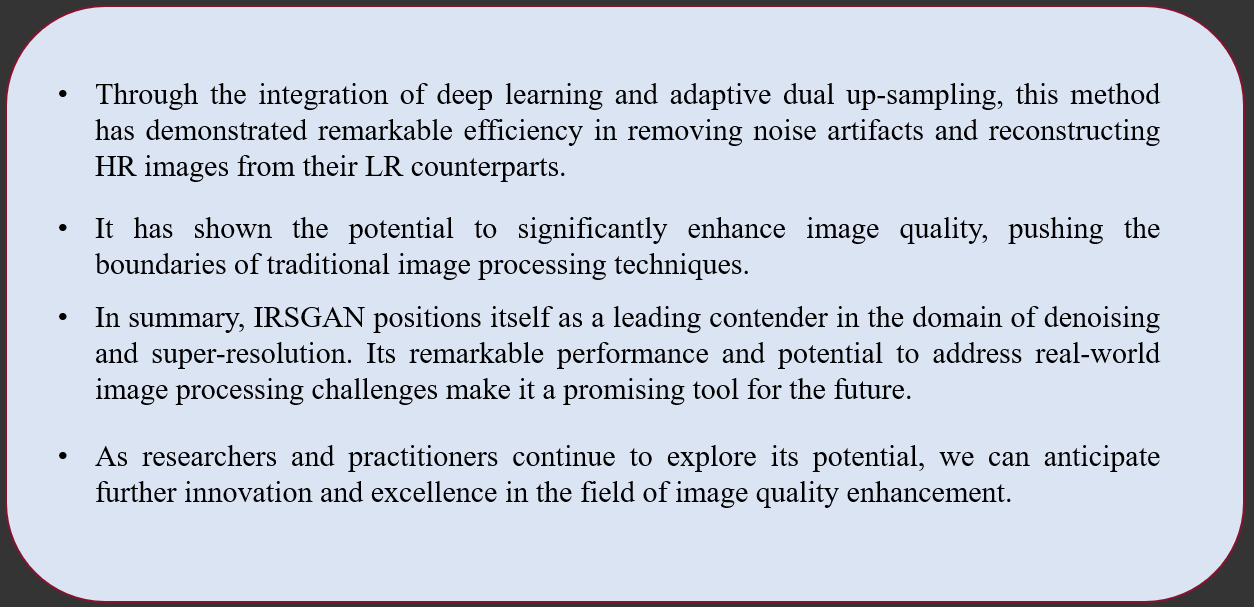 • Through the integration of deep learning and adaptive dual up-sampling, this method
has demonstrated remarkable efficiency in removing noise artifacts and reconstructing
HR images from their LR counterparts.
• It has shown the potential to significantly enhance image quality, pushing the
boundaries of traditional image processing techniques.
• In summary, IRSGAN positions itself as a leading contender in the domain of denoising
and super-resolution. Its remarkable performance and potential to address real-world
image processing challenges make it a promising tool for the future.
• As researchers and practitioners continue to explore its potential, we can anticipate
further innovation and excellence in the field of image quality enhancement.